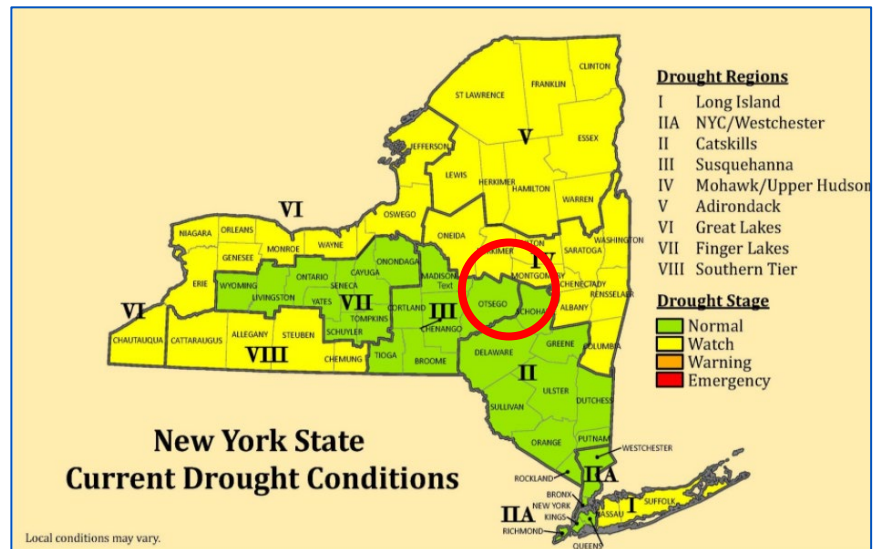 CLINTON
FRANKLIN
ST LAWRENCE
V
ESSEX
JEFFERSON
LEWIS
HERKIMER
HAMILTON
WARREN
VI
OSWEGO
ONEIDA
WASHINGTON
NIAGARA
ORLEANS
MONROE
WAYNE
GENESEE
SARATOGA
IV
MONTGOMERY
ERIE
WYOMING
LIVINGSTON
ONTARIO
YATES
SENECA
CAYUGA
ONONDAGA
VII
TOMPKINS
SCHUYLER
CORTLAND
MADISON
Text
III
CHENANGO
OTSEGO
ALBANY
RENSSELAER
VI
CHAUTAUQUA
CATTARAUGUS
ALLEGANY
STEUBEN
VIII
CHEMUNG
TIOGA
BROOME
DELAWARE
GREENE
COLUMBIA
II
ULSTER
SULLIVAN
DUTCHESS
ORANGE
PUTNAM
WESTCHESTER
ROCKLAND
IIA
BRONX
NEW YORK
IIA
KINGS
RICHMOND
QUEENS
NASSAU
I
SUFFOLK
Drought Regions
I Long Island
IIA NYC/Westchester
II Catskills
III Susquehanna
IV Mohawk/Upper Hudson
V Adirondack
VI Great Lakes
VII Finger Lakes
VIII Southern Tier
Drought Stage
Normal
Watch
Warning
Emergency
New York State
Current Drought Conditions
Local conditions may vary.